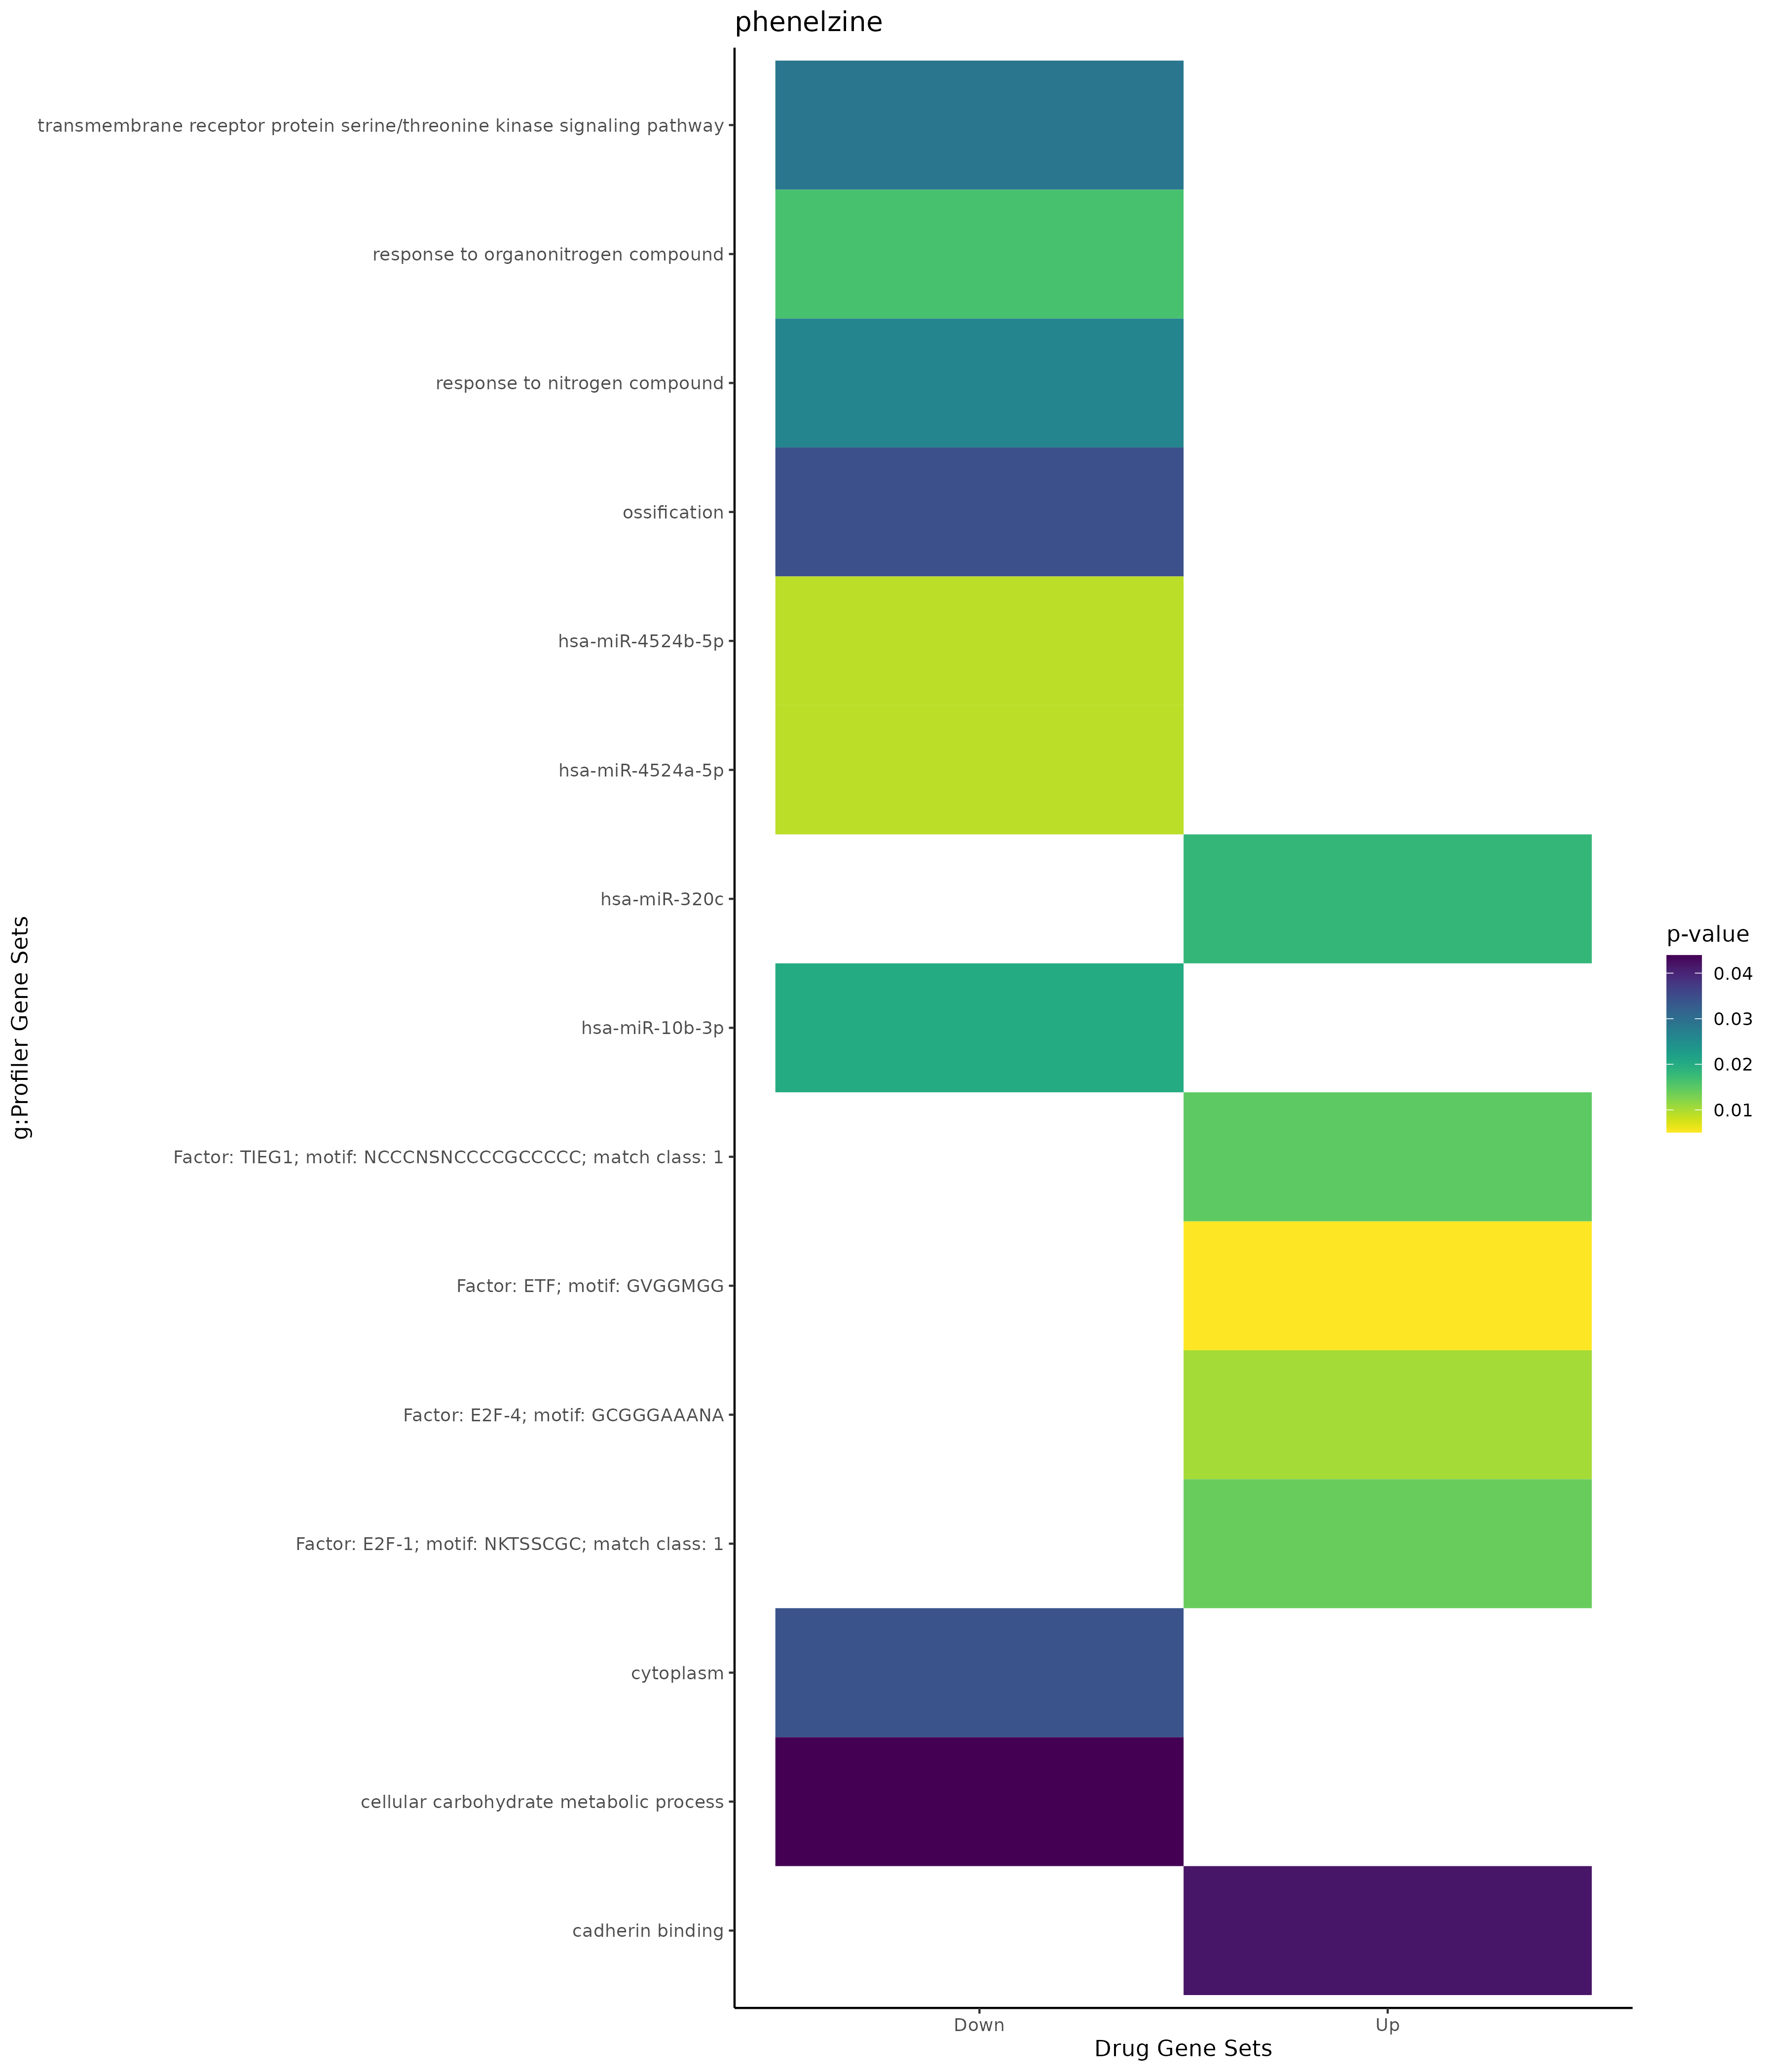 phenelzine
transmembrane receptor protein serine/threonine kinase signaling pathway
response to organonitrogen compound
response to nitrogen compound
ossification
hsa-miR-4524b-5p
hsa-miR-4524a-5p
hsa-miR-320c
hsa-miR-10b-3p
Factor: TIEG1; motif: NCCCNSNCCCCGCCCCC; match class: 1
Factor: ETF; motif: GVGGMGG
Factor: E2F-4; motif: GCGGGAAANA
Factor: E2F-1; motif: NKTSSCGC; match class: 1
cytoplasm
cellular carbohydrate metabolic process
cadherin binding
g:Profiler Gene Sets
Down
Up
Drug Gene Sets
p-value
0.04
0.03
0.02
0.01